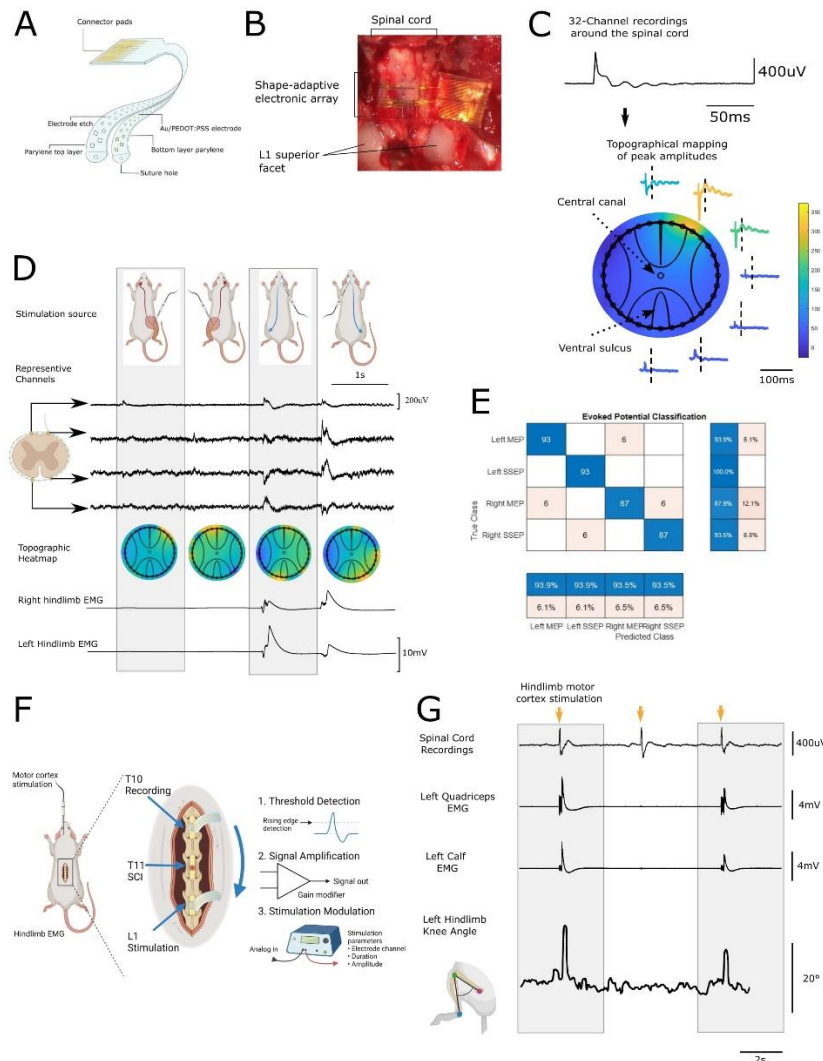 A
Connector pads
Electrode etch
Au/PEDOT:PSS electrode
Parylene top layer
Bottom layer parylene
Suture hole
B
Spinal cord
Shape-adaptive
electronic array
L1 superior
facet
C
32-Channel recordings
around the spinal cord
400uV
50ms
Topographical mapping
of peak amplitudes
Central canal
Ventral sulcus
350
300
250
200
150
100
50
0
100ms
D
Stimulation source
Representive
Channels
1s
200uV
Topographic
Heatmap
Right hindlimb EMG
Left Hindlimb EMG
10mV
E
Evoked Potential Classification
True Class
Left MEP
93
6
93.9%
6.1%
Left SSEP
93
100.0%
Right MEP
6
87
6
87.9%
12.1%
Right SSEP
6
87
93.5%
6.5%
93.9%
93.9%
93.5%
93.5%
6.1%
6.1%
6.5%
6.5%
Left MEP
Left SSEP
Right MEP
Right SSEP
Predicted Class
F
Motor cortex
stimulation
Hindlimb EMG
T10
Recording
T11
SCI
L1
Stimulation
1. Threshold Detection
Rising edge
detection
2. Signal Amplification
Signal out
Gain modifier
3. Stimulation Modulation
Analog in
Stimulation
parameters
• Electrode channel
• Duration
• Amplitude
G
Hindlimb motor
cortex stimulation
Spinal Cord
Recordings
400uV
Left Quadriceps
EMG
4mV
Left Calf
EMG
4mV
Left Hindlimb
Knee Angle
20°
2s